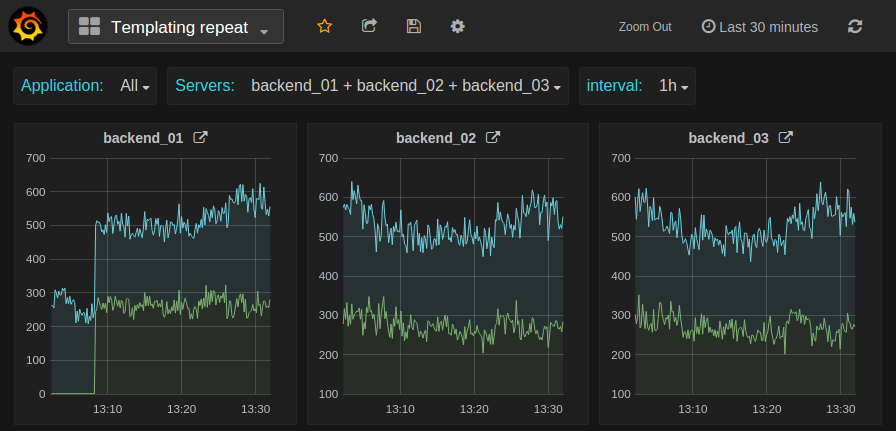 Templating repeat Zoom Out Last 30 minutes
Application: All Servers: backend_01 + backend_02 + backend_03 interval: 1h
backend_01
700
600
500
400
300
200
100
0
13:10 13:20 13:30
backend_02
700
600
500
400
300
200
100
13:10 13:20 13:30
backend_03
700
600
500
400
300
200
100
13:10 13:20 13:30